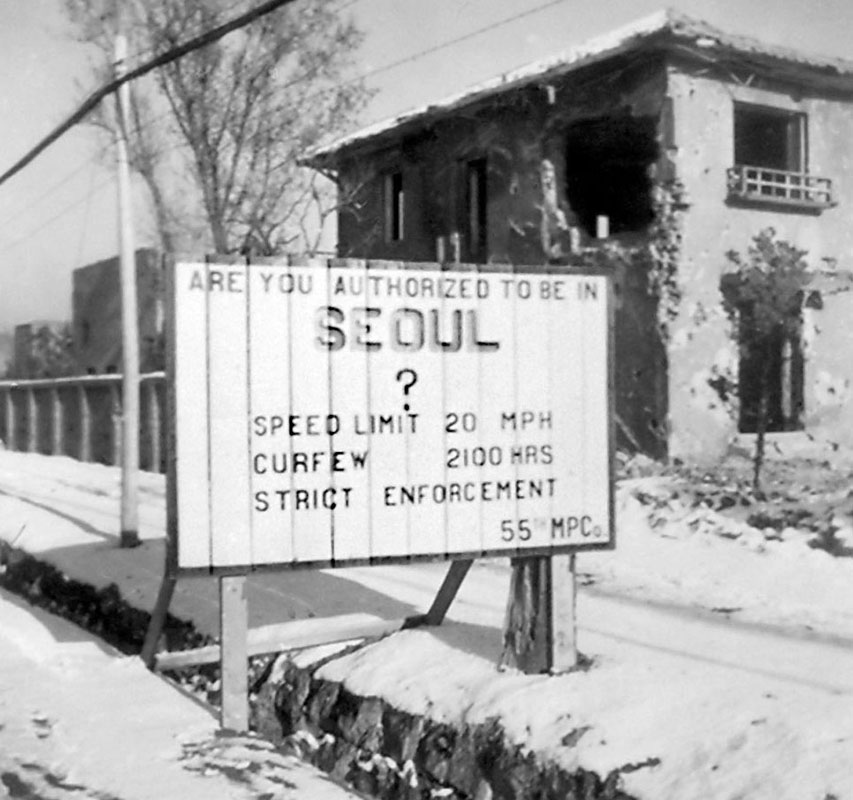 ARE YOU AUTHORIZED TO BE IN
SEOUL
?
SPEED LIMIT 20 MPH
CURFEW 2100 HRS
STRICT ENFORCEMENT
55TH MPCo